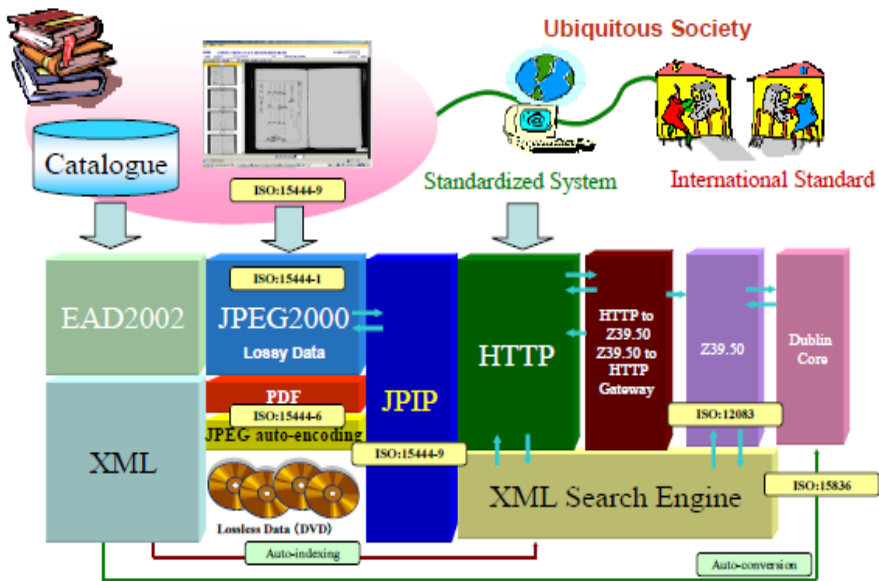 Ubiquitous Society
Catalogue
ISO:15444-9
Standardized System
International Standard
EAD2002
ISO:15444-1
JPEG2000
Lossy Data
JPIP
HTTP
HTTP to
Z39.50
Z39.50 to
HTTP
Gateway
Z39.50
Dublin
Core
XML
PDF
ISO:15444-6
JPEG auto-encoding
ISO:15444-9
ISO:12083
XML Search Engine
ISO:15836
Lossless Data (DVD)
Auto-indexing
Auto-conversion